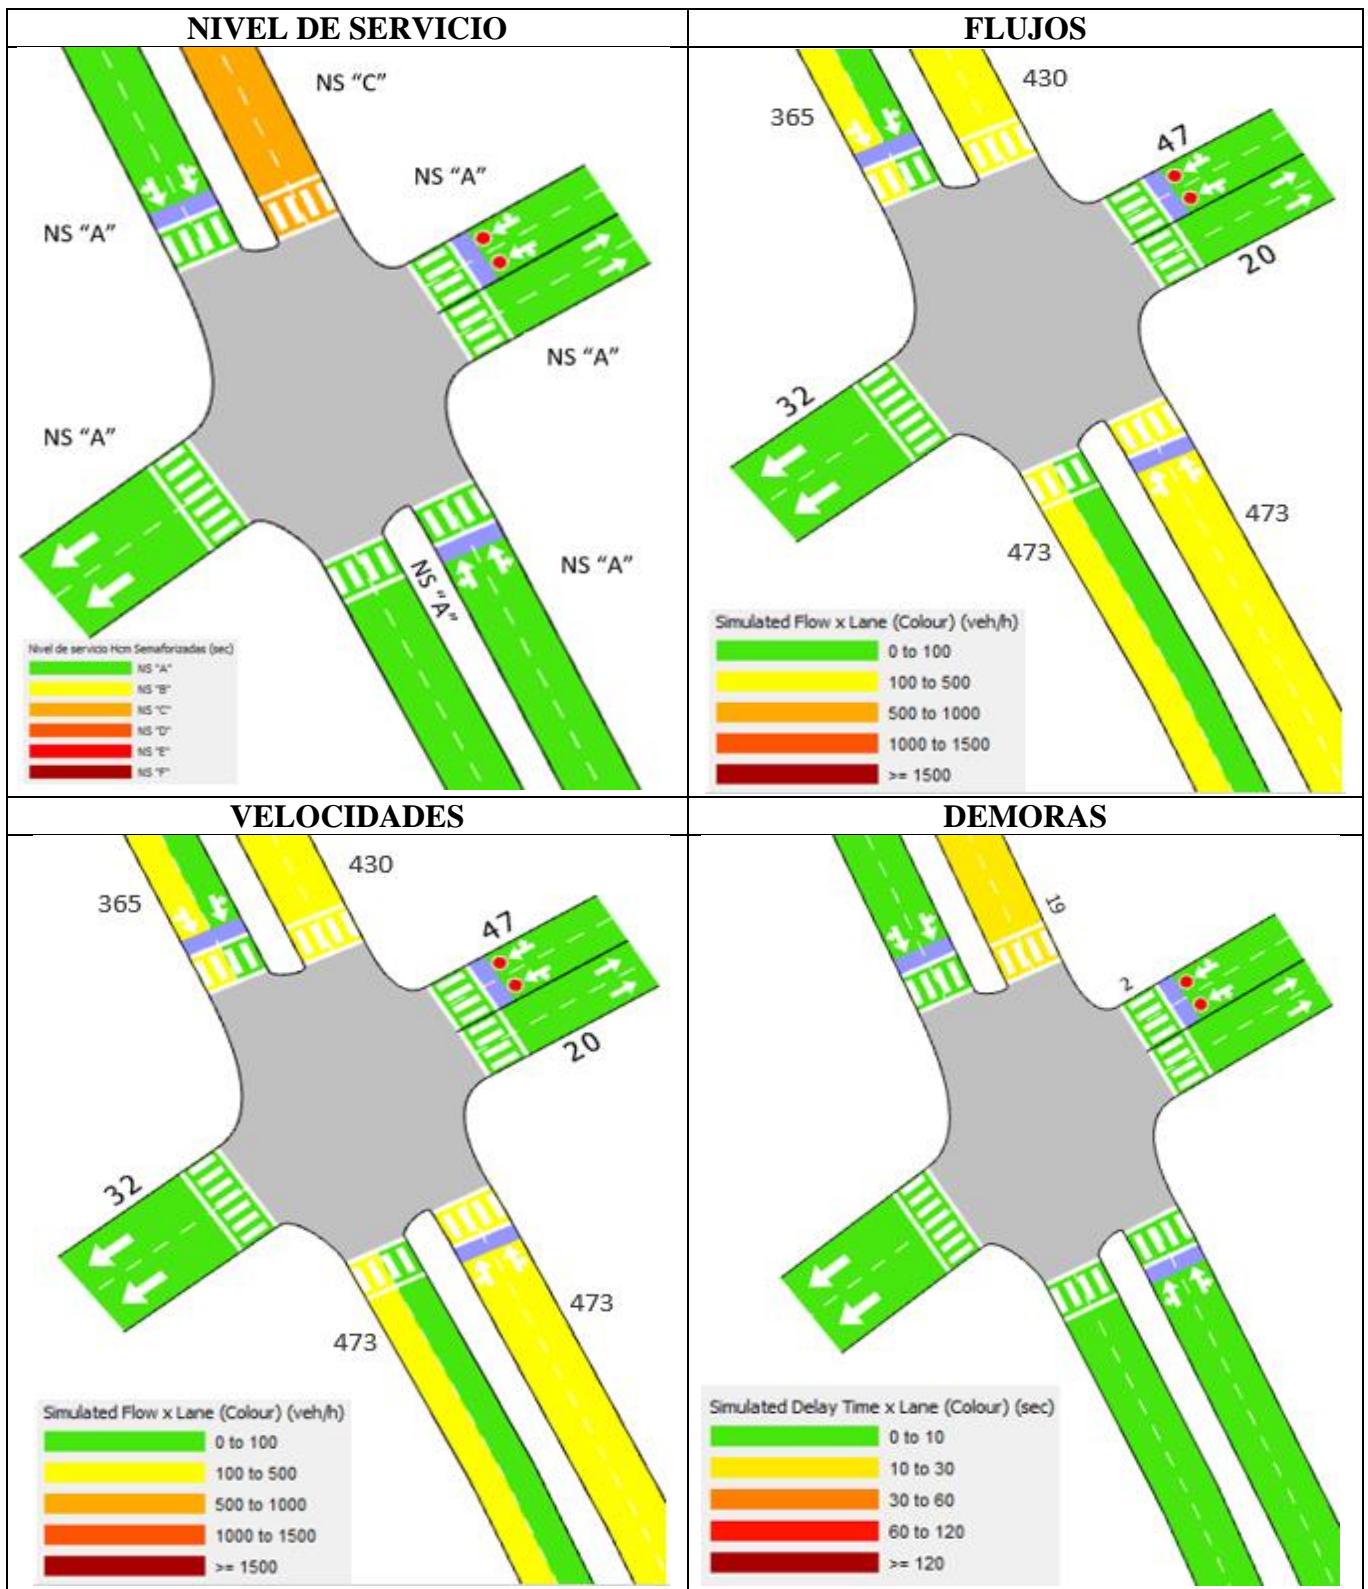 NIVEL DE SERVICIO
NS “C”
NS “A”
NS “A”
NS “A”
NS “A”
NS “A”
NS “A”
Nivel de servicio Hcm Semaforizadas (sec)
NS "A"
NS "B"
NS "C"
NS "D"
NS "E"
NS "F"
FLUJOS
430
365
47
20
32
473
473
Simulated Flow x Lane (Colour) (veh/h)
0 to 100
100 to 500
500 to 1000
1000 to 1500
>= 1500
VELOCIDADES
430
365
47
20
32
473
473
Simulated Flow x Lane (Colour) (veh/h)
0 to 100
100 to 500
500 to 1000
1000 to 1500
>= 1500
DEMORAS
19
2
Simulated Delay Time x Lane (Colour) (sec)
0 to 10
10 to 30
30 to 60
60 to 120
>= 120